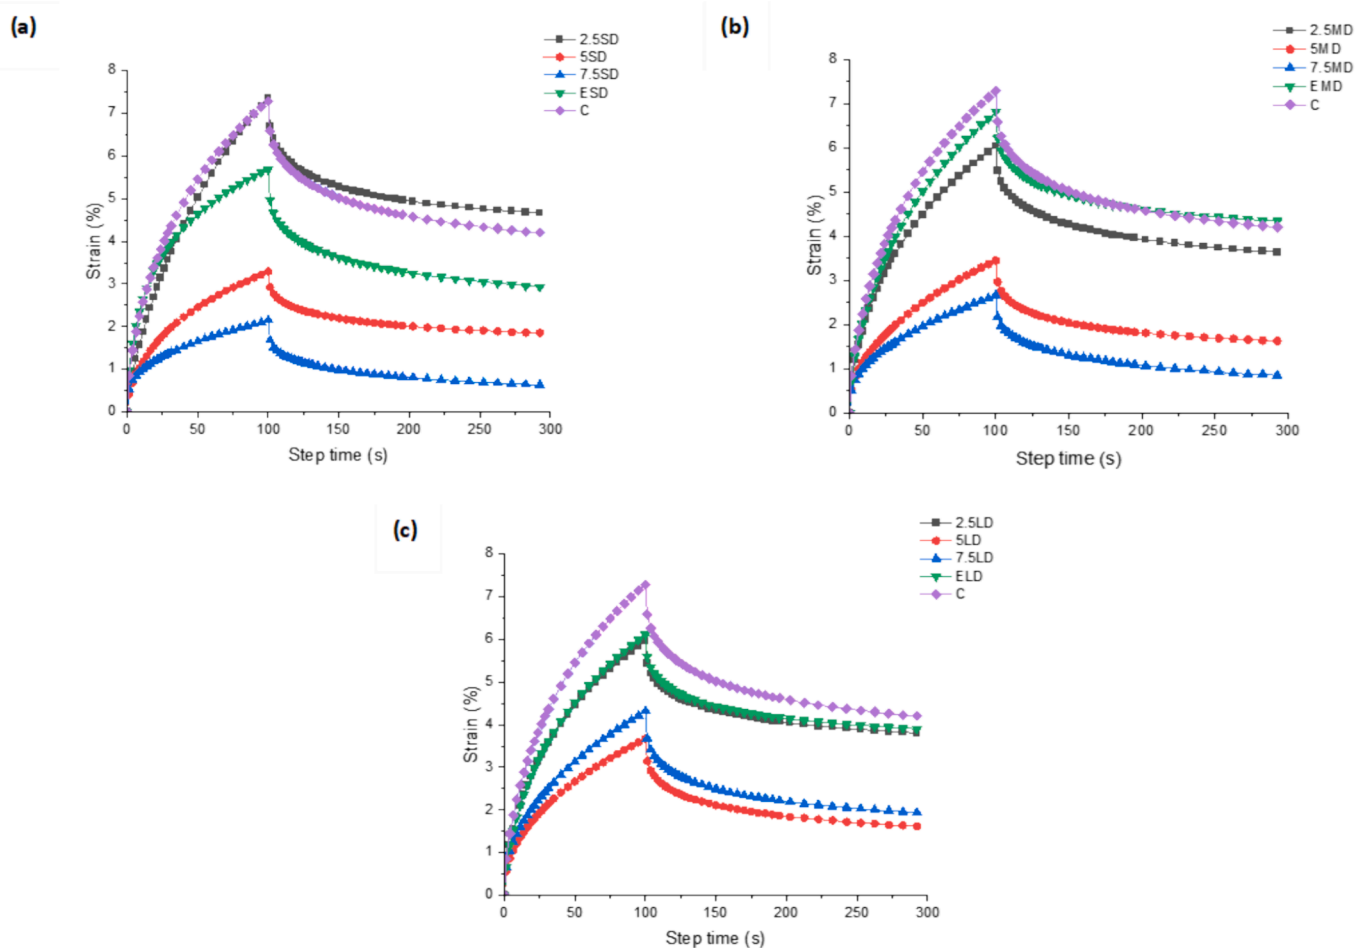 (a)
2.5SD
5SD
7.5SD
ESD
C
8
7
6
5
4
3
2
1
0
Strain (%)
0 50 100 150 200 250 300
Step time (s)
(b)
2.5MD
5MD
7.5MD
EMD
C
8
7
6
5
4
3
2
1
0
Strain (%)
0 50 100 150 200 250 300
Step time (s)
(c)
2.5LD
5LD
7.5LD
ELD
C
8
7
6
5
4
3
2
1
0
Strain (%)
0 50 100 150 200 250 300
Step time (s)